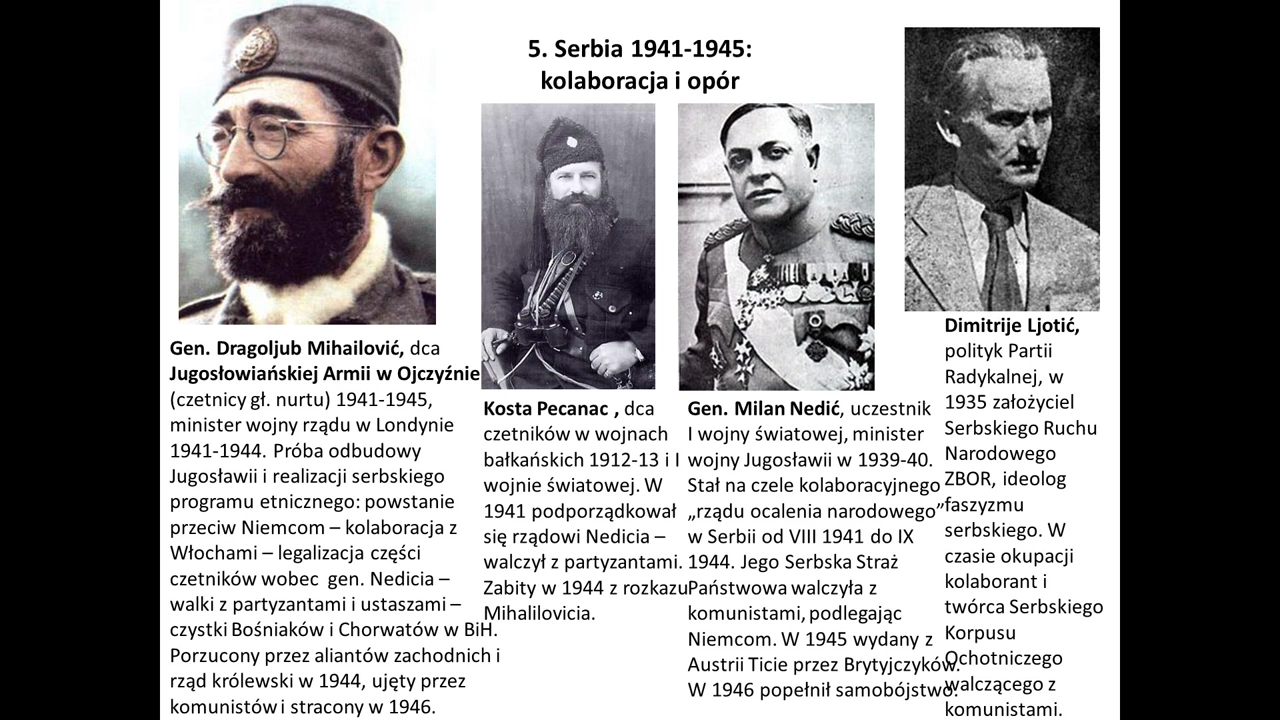 5. Serbia 1941-1945:
kolaboracja i opór
Gen. Dragoljub Mihailović, dca
Jugosłowiańskiej Armii w Ojczyźnie
(czetnicy gł. nurtu) 1941-1945,
minister wojny rządu w Londynie
1941-1944. Próba odbudowy
Jugosławii i realizacji serbskiego
programu etnicznego: powstanie
przeciw Niemcom – kolaboracja z
Włochami – legalizacja części
czetników wobec gen. Nedicia –
walki z partyzantami i ustaszami –
czystki Bośniaków i Chorwatów w BiH.
Porzucony przez aliantów zachodnich i
rząd królewski w 1944, ujęty przez
komunistów i stracony w 1946.
Kosta Pecanac , dca
czetników w wojnach
bałkańskich 1912-13 i I
wojnie światowej. W
1941 podporządkował
się rządowi Nedicia –
walczył z partyzantami.
Zabity w 1944 z rozkazu
Mihalilovicia.
Gen. Milan Nedić, uczestnik
I wojny światowej, minister
wojny Jugosławii w 1939-40.
Stał na czele kolaboracyjnego
„rządu ocalenia narodowego”
w Serbii od VIII 1941 do IX
1944. Jego Serbska Straż
Państwowa walczyła z
komunistami, podlegając
Niemcom. W 1945 wydany z
Austrii Ticie przez Brytyjczyków.
W 1946 popełnił samobójstwo.
Dimitrije Ljotić,
polityk Partii
Radykalnej, w
1935 założyciel
Serbskiego Ruchu
Narodowego
ZBOR, ideolog
faszyzmu
serbskiego. W
czasie okupacji
kolaborant i
twórca Serbskiego
Korpusu
Ochotniczego
walczącego z
komunistami.